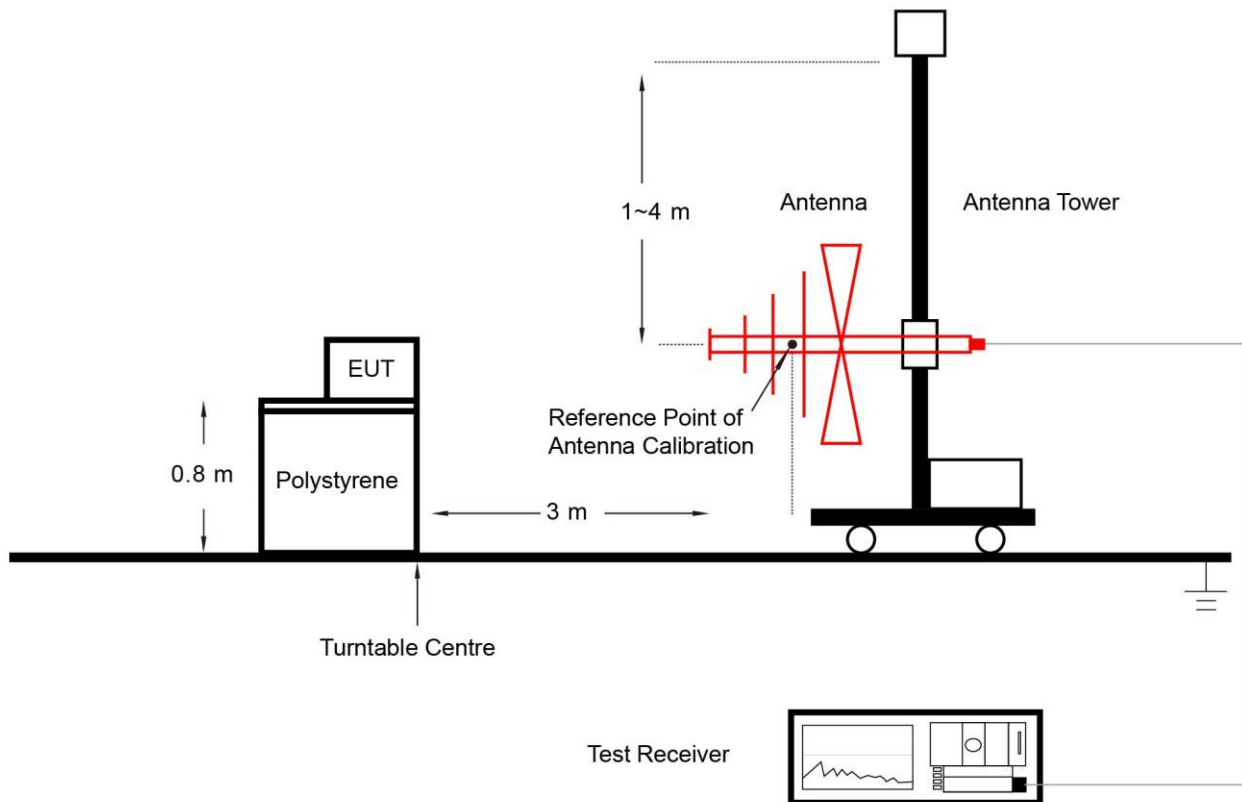 1~4 m
Antenna
Antenna Tower
EUT
Reference Point of
Antenna Calibration
0.8 m
Polystyrene
3 m
Turntable Centre
Test Receiver